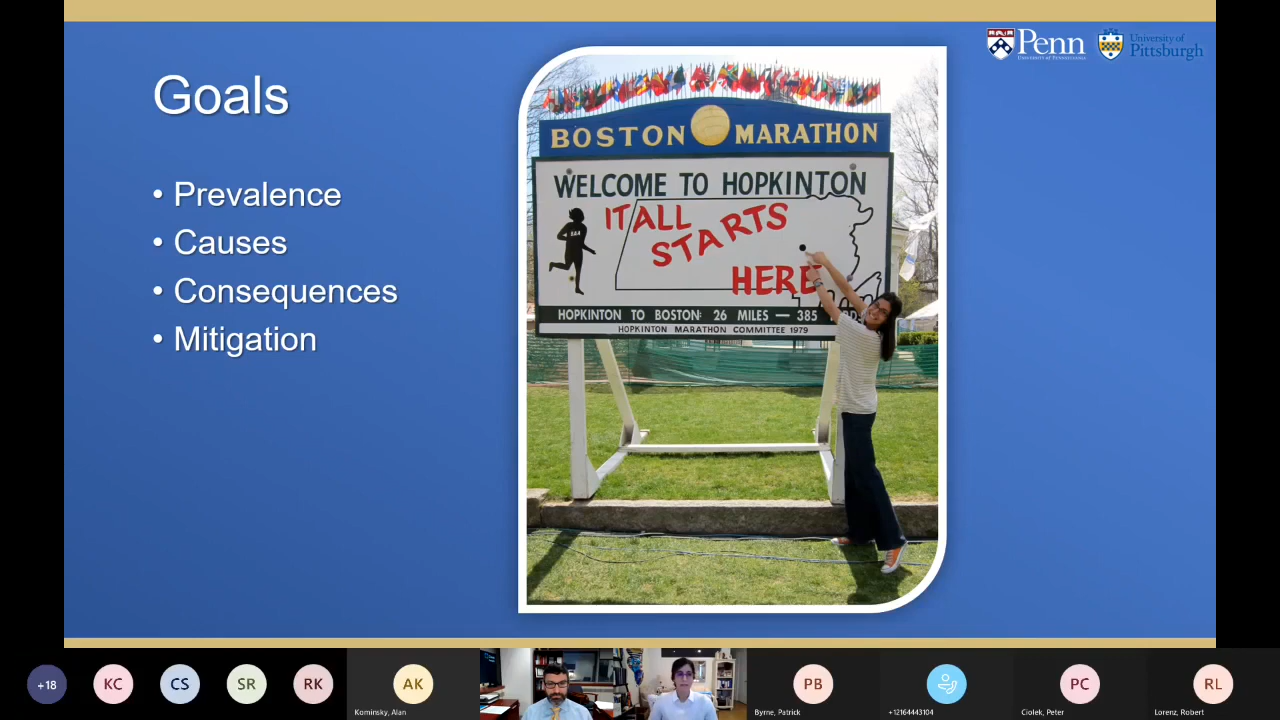 Goals
• Prevalence
• Causes
• Consequences
• Mitigation
BOSTON MARATHON
WELCOME TO HOPKINTON
IT ALL
STARTS
HERE
HOPKINTON TO BOSTON: 26 MILES — 385
HOPKINTON MARATHON COMMITTEE 1979
Penn
UNIVERSITY OF PENNSYLVANIA
University of
Pittsburgh
+18
KC
CS
SR
RK
AK
Kominsky, Alan
PB
Byrne, Patrick
+12164443104
PC
Ciolek, Peter
RL
Lorenz, Robert